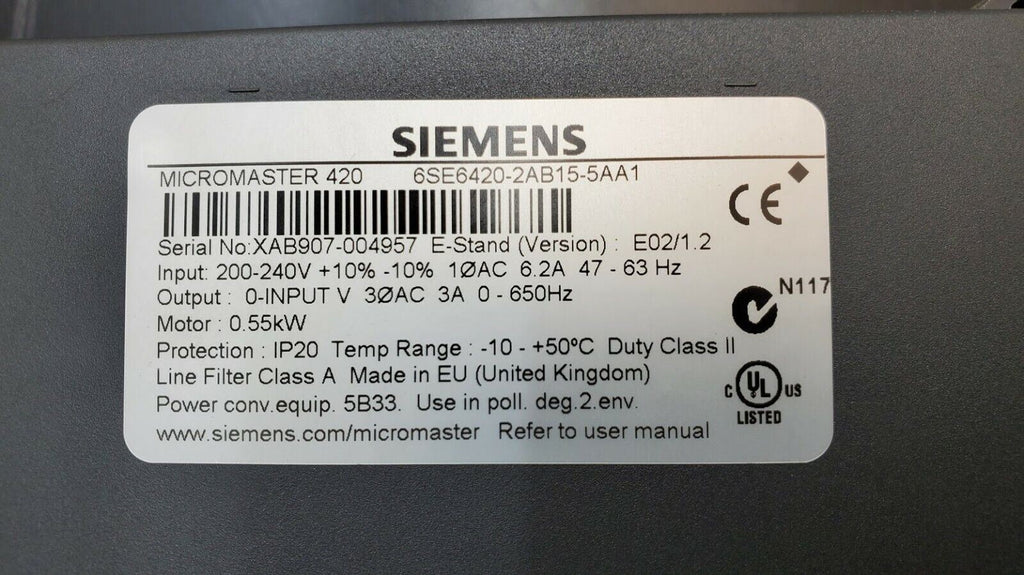 SIEMENS
MICROMASTER 420 6SE6420-2AB15-5AA1
CE
Serial No:XAB907-004957 E-Stand (Version) : E02/1.2
Input: 200-240V +10% -10% 1ØAC 6.2A 47 - 63 Hz
N117
Output : 0-INPUT V 3ØAC 3A 0 - 650Hz
Motor : 0.55kW
Protection : IP20 Temp Range : -10 - +50ºC Duty Class II
Line Filter Class A Made in EU (United Kingdom)
C UL US
LISTED
Power conv.equip. 5B33. Use in poll. deg.2.env.
www.siemens.com/micromaster Refer to user manual